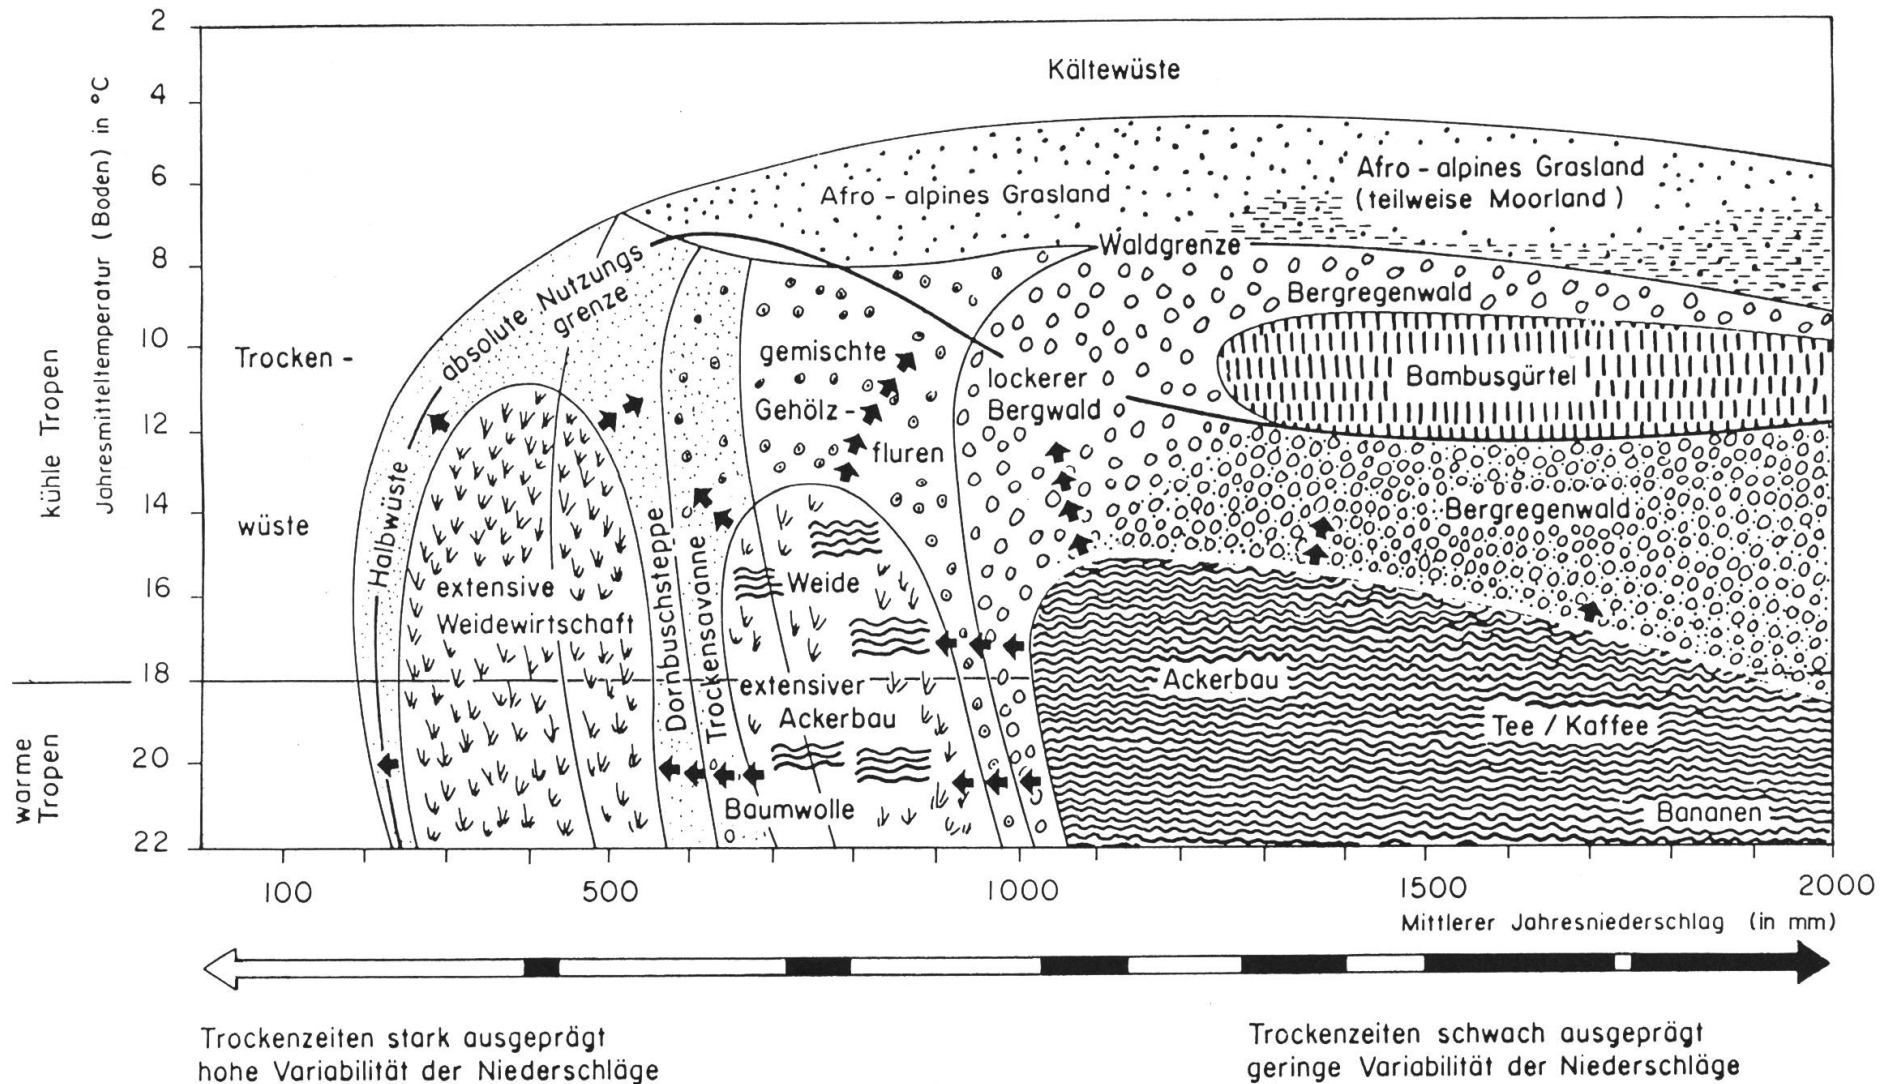 2
4
6
8
10
12
14
16
18
20
22
Jahresmitteltemperatur (Boden) in °C
kühle Tropen
warme
Tropen
Kältewüste
Afro-alpines Grasland
Afro-alpines Grasland
(teilweise Moorland)
Waldgrenze
absolute Nutzungs
grenze
Bergregenwald
Trocken-
wüste
gemischte
Gehölz-
fluren
lockerer
Bergwald
Bambusgürtel
Halbwüste
Dornbuschsteppe
Trockensavanne
Bergregenwald
extensive
Weidewirtschaft
Weide
extensiver
Ackerbau
Baumwolle
Ackerbau
Tee / Kaffee
Bananen
100
500
1000
1500
2000
Mittlerer Jahresniederschlag (in mm)
Trockenzeiten stark ausgeprägt
hohe Variabilität der Niederschläge
Trockenzeiten schwach ausgeprägt
geringe Variabilität der Niederschläge